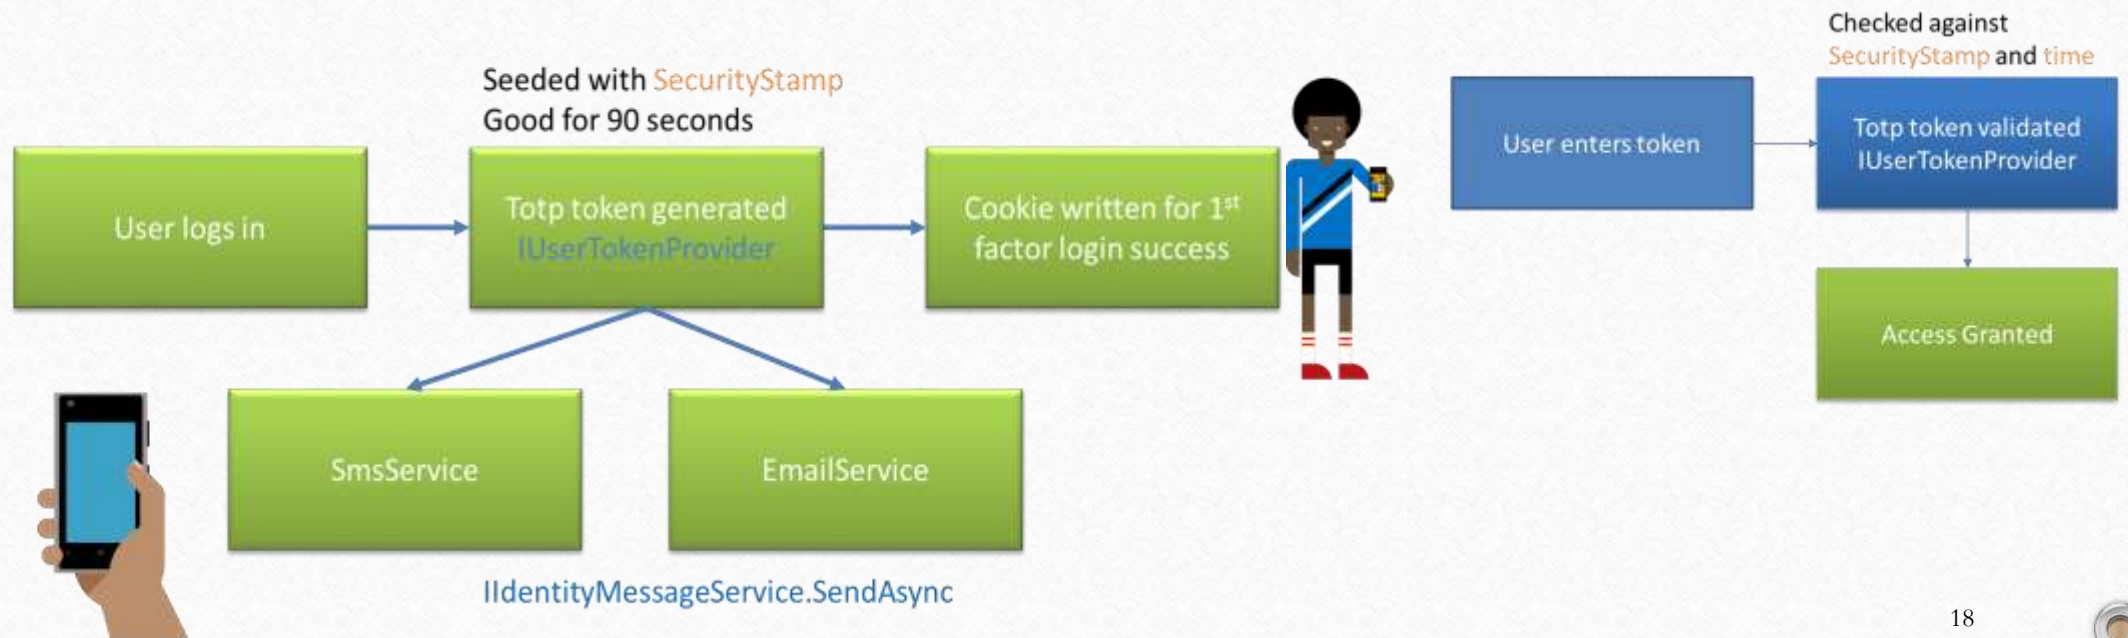 Seeded with SecurityStamp
Good for 90 seconds
User logs in
Totp token generated
IUserTokenProvider
Cookie written for 1st
factor login success
SmsService
EmailService
IIdentityMessageService.SendAsync
Checked against
SecurityStamp and time
User enters token
Totp token validated
IUserTokenProvider
Access Granted
18